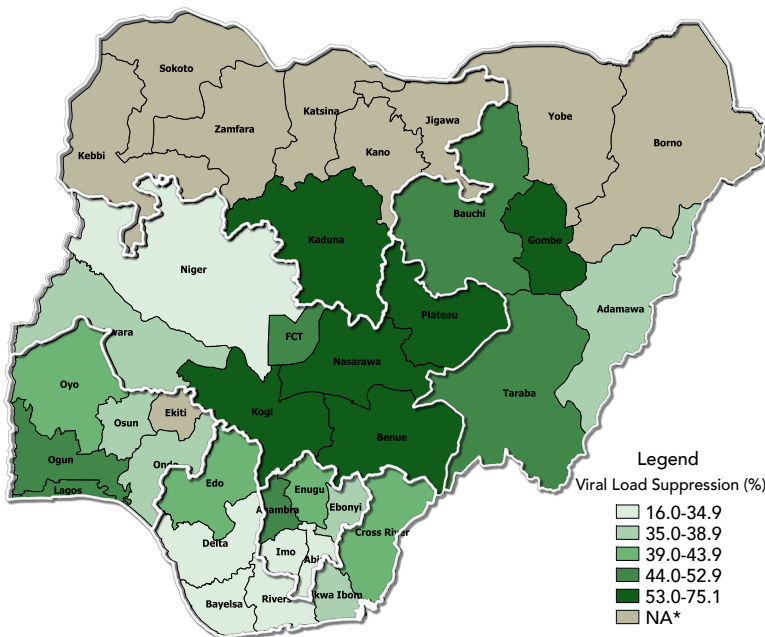 Sokoto
Katsina
Jigawa
Yobe
Zamfara
Borno
Kano
Kebbi
Bauchi
Kaduna
Gombe
Niger
Adamawa
Plateau
FCT
wara
Nasarawa
Oyo
Taraba
Ekiti
Kogi
Osun
Benue
Ogun
Ondo
Edo
Lagos
Enugu
Anambra
Ebonyi
Cross River
Delta
Imo
Abi
Bayelsa
Rivers
kwa Ibom
Legend
Viral Load Suppression (%)
16.0-34.9
35.0-38.9
39.0-43.9
44.0-52.9
53.0-75.1
NA*